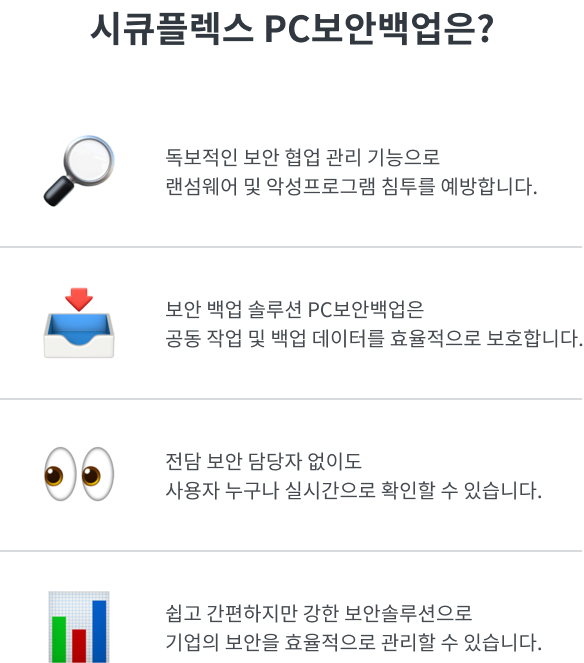 시큐플렉스 PC보안백업은?
독보적인 보안 협업 관리 기능으로
랜섬웨어 및 악성프로그램 침투를 예방합니다.
보안 백업 솔루션 PC보안백업은
공동 작업 및 백업 데이터를 효율적으로 보호합니다.
전담 보안 담당자 없이도
사용자 누구나 실시간으로 확인할 수 있습니다.
쉽고 간편하지만 강한 보안솔루션으로
기업의 보안을 효율적으로 관리할 수 있습니다.